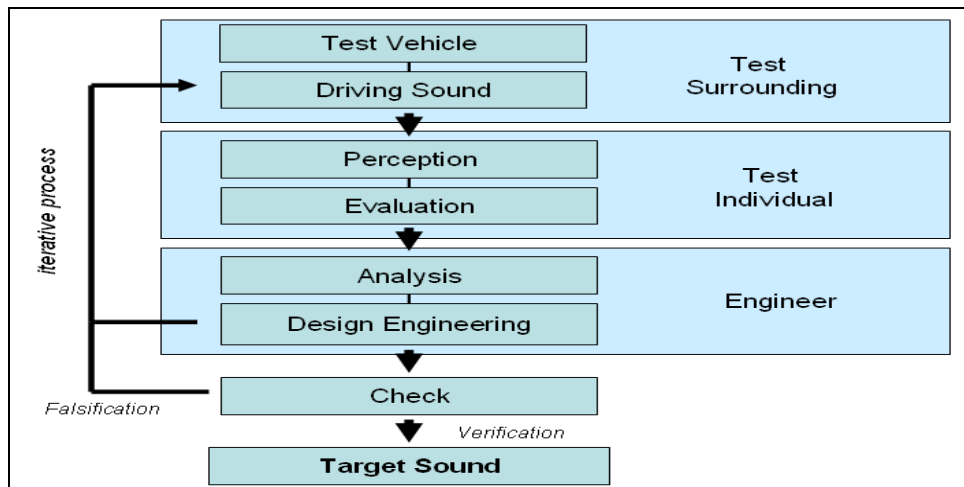 Test Vehicle
Driving Sound
Test
Surrounding
Perception
Evaluation
Test
Individual
Analysis
Design Engineering
Engineer
iterative process
Check
Falsification
Verification
Target Sound